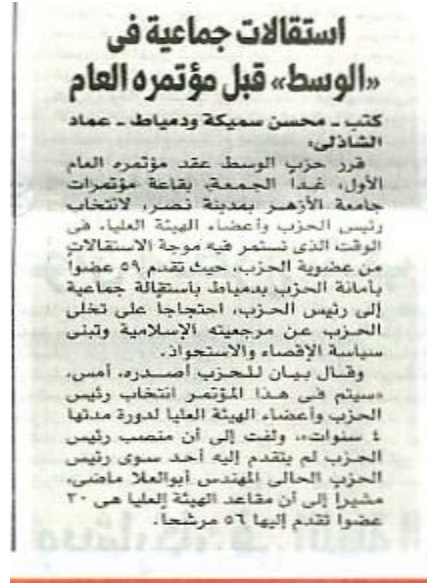 استقالات جماعية فى
«الوسط» قبل مؤتمره العام
كتب ـ محسن سميكة ودمياط ـ عماد
الشاذلى:
قرر حزب الوسط عقد مؤتمره العام
الأول، غداً الجمعة، بقاعة مؤتمرات
جامعة الأزهر بمدينة نصر، لانتخاب
رئيس الحزب وأعضاء الهيئة العليا، فى
الوقت الذى تستمر فيه موجة الاستقالات
من عضوية الحزب، حيث تقدم ٥٩ عضواً
بأمانة الحزب بدمياط باستقالة جماعية
إلى رئيس الحزب، احتجاجاً على تخلى
الحزب عن مرجعيته الإسلامية وتبنى
سياسة الإقصاء والاستحواذ.
وقال بيان للحزب أصدره، أمس،
«سيتم فى هذا المؤتمر انتخاب رئيس
الحزب وأعضاء الهيئة العليا لدورة مدتها
٤ سنوات»، ولفت إلى أن منصب رئيس
الحزب لم يتقدم إليه أحد سوى رئيس
الحزب الحالى المهندس أبوالعلا ماضى،
مشيراً إلى أن مقاعد الهيئة العليا هى ٣٠
عضواً تقدم إليها ٥٦ مرشحاً.